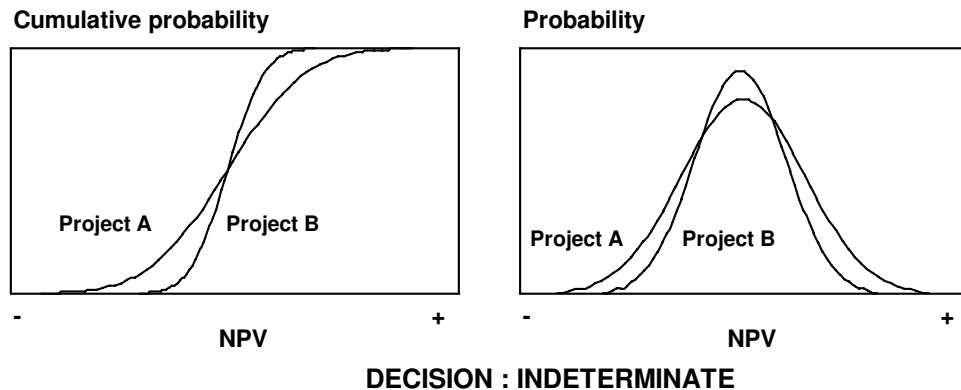 Cumulative probability
Project A
Project B
-
+
NPV
Probability
Project A
Project B
-
+
NPV
DECISION : INDETERMINATE